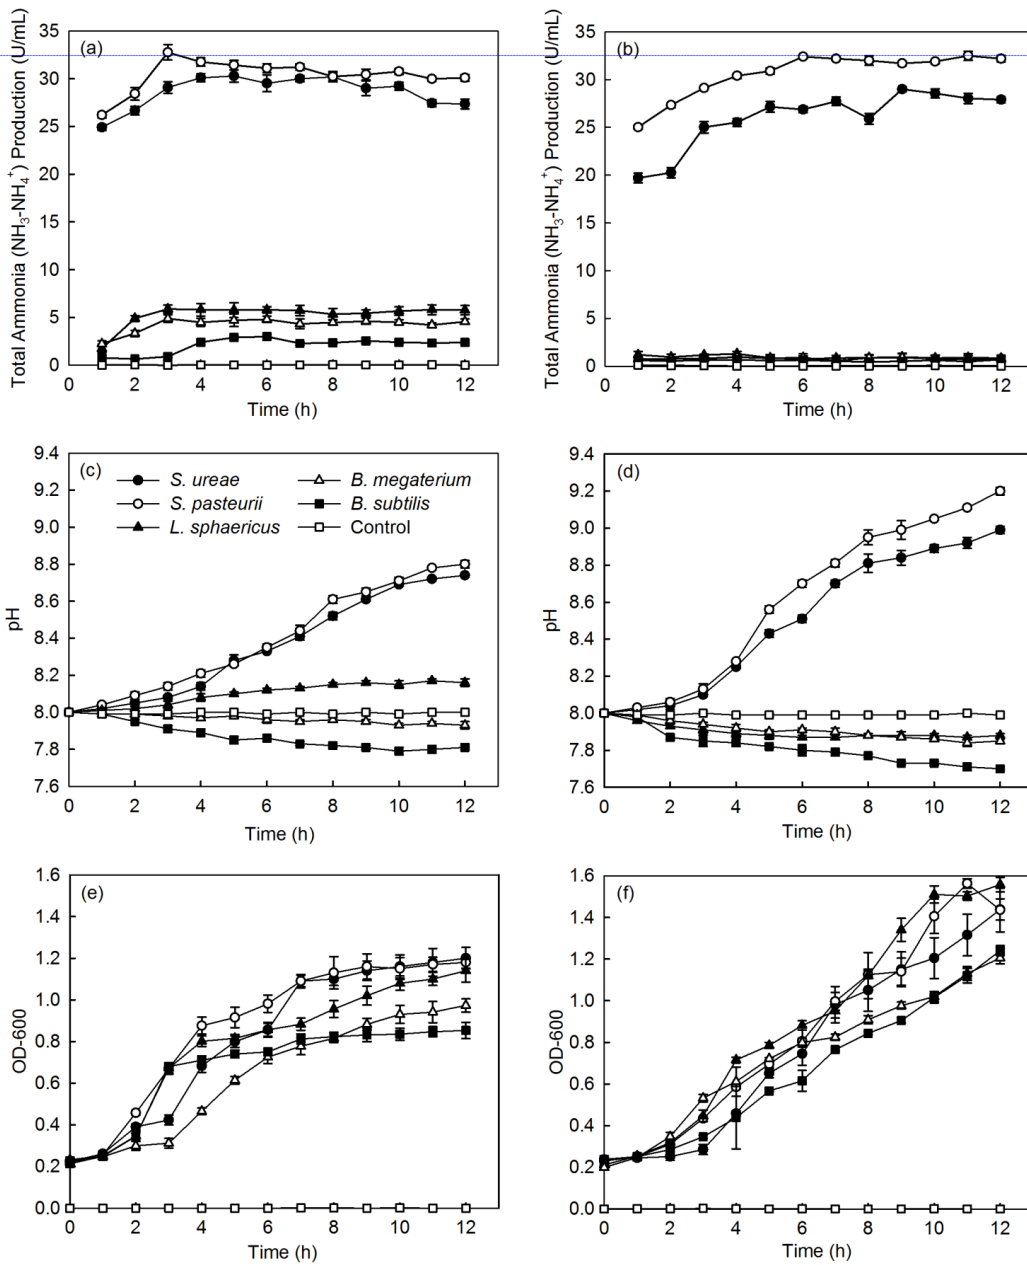 (a)
Total Ammonia (NH₃-NH₄⁺) Production (U/mL)
35
30
25
20
15
10
5
0
0 2 4 6 8 10 12
Time (h)
(b)
Total Ammonia (NH₃-NH₄⁺) Production (U/mL)
35
30
25
20
15
10
5
0
0 2 4 6 8 10 12
Time (h)
(c)
S. ureae
S. pasteurii
L. sphaericus
B. megaterium
B. subtilis
Control
pH
9.4
9.2
9.0
8.8
8.6
8.4
8.2
8.0
7.8
7.6
0 2 4 6 8 10 12
Time (h)
(d)
pH
9.4
9.2
9.0
8.8
8.6
8.4
8.2
8.0
7.8
7.6
0 2 4 6 8 10 12
Time (h)
(e)
OD-600
1.6
1.4
1.2
1.0
0.8
0.6
0.4
0.2
0.0
0 2 4 6 8 10 12
Time (h)
(f)
OD-600
1.6
1.4
1.2
1.0
0.8
0.6
0.4
0.2
0.0
0 2 4 6 8 10 12
Time (h)